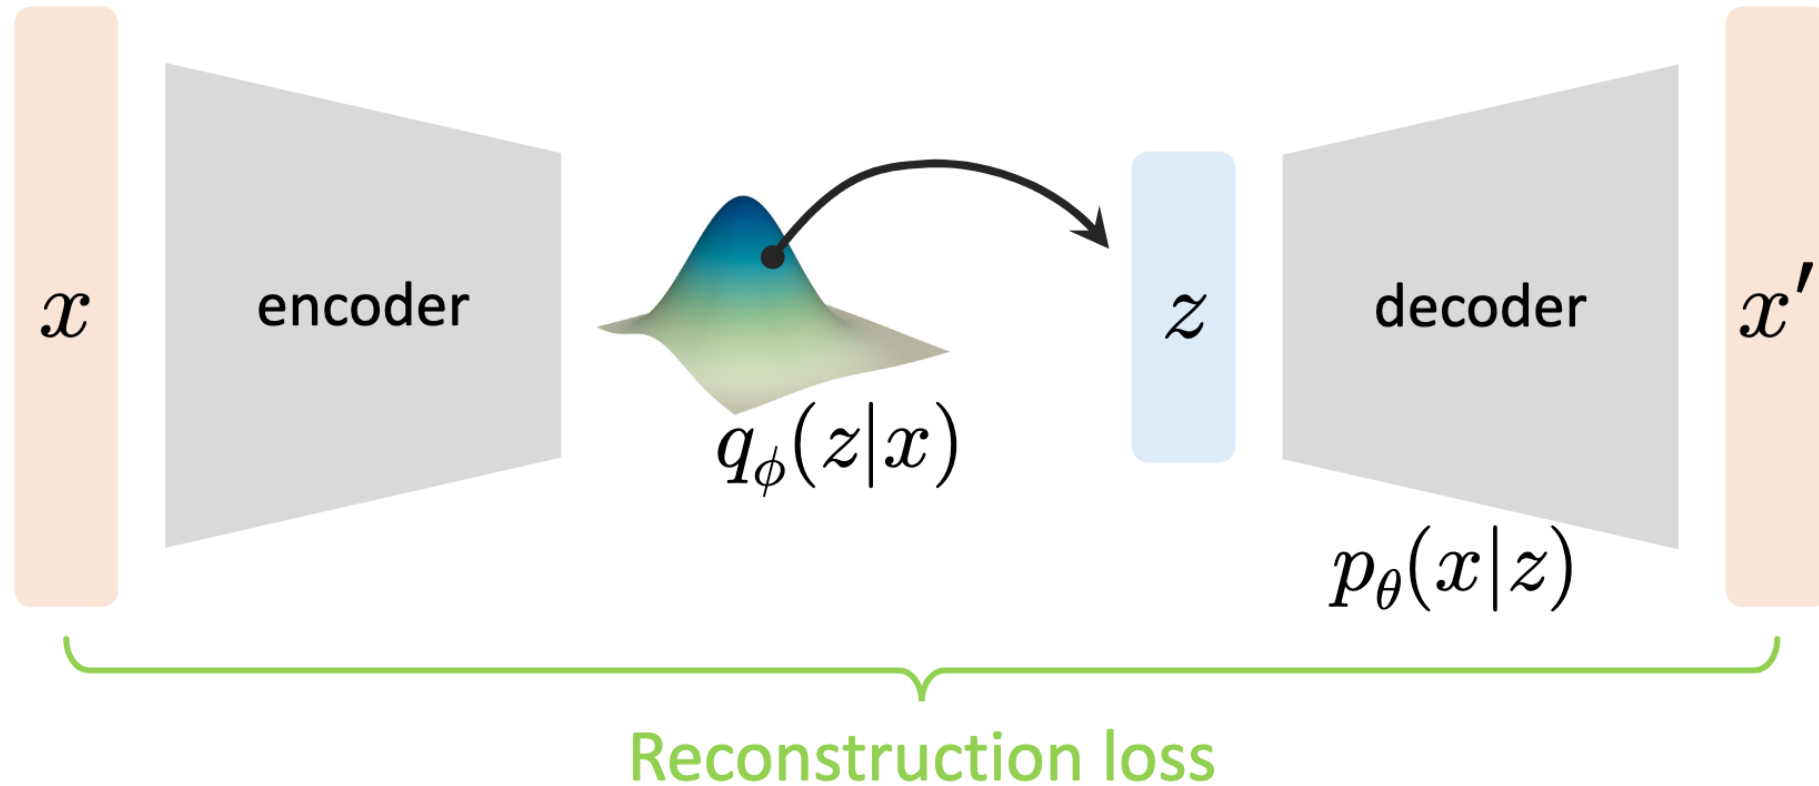 x
encoder
q_ϕ(z|x)
z
decoder
p_θ(x|z)
x′
Reconstruction loss